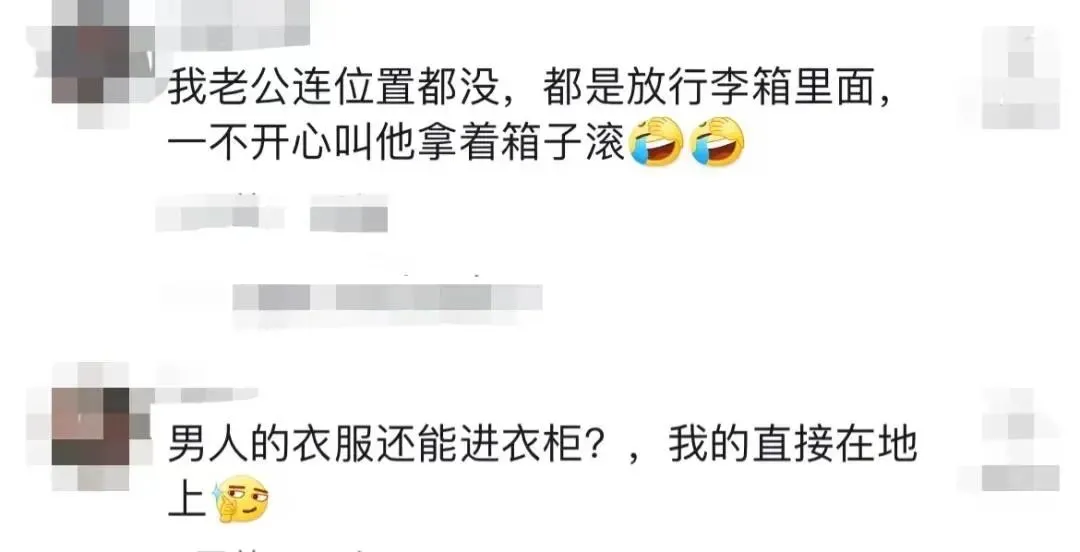 我老公连位置都没，都是放行李箱里面，
一不开心叫他拿着箱子滚🤣🤣
男人的衣服还能进衣柜？，我的直接在地
上